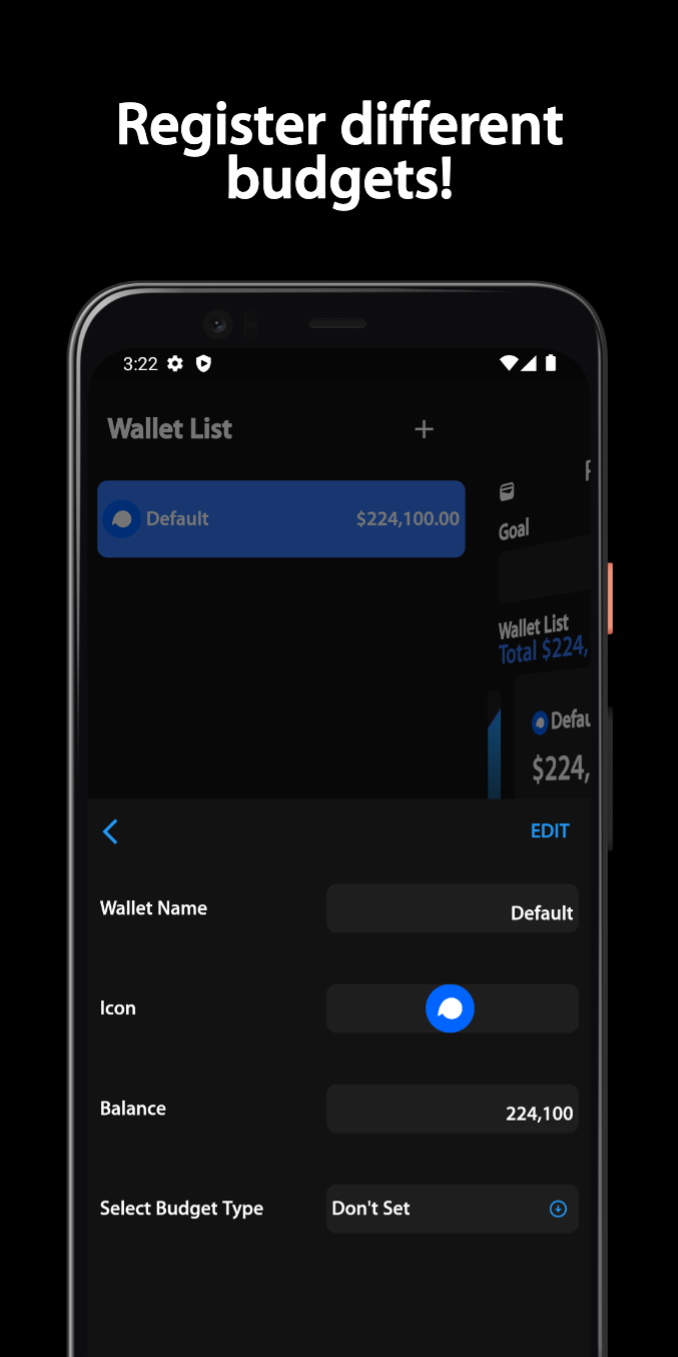 Register different
budgets!
3:22
Wallet List
Default
$224,100.00
Goal
Wallet List
Total $224,
$224,
EDIT
Wallet Name
Default
Icon
Balance
224,100
Select Budget Type
Don't Set